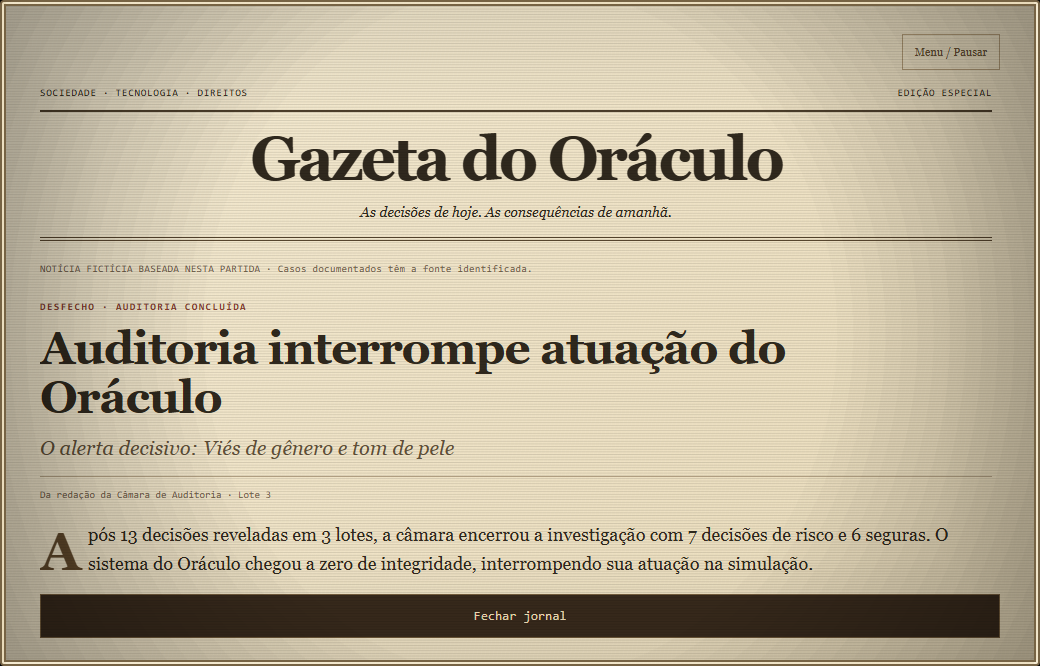 Menu / Pausar
SOCIEDADE · TECNOLOGIA · DIREITOS
EDIÇÃO ESPECIAL
Gazeta do Oráculo
As decisões de hoje. As consequências de amanhã.
NOTÍCIA FICTÍCIA BASEADA NESTA PARTIDA · Casos documentados têm a fonte identificada.
DESFECHO · AUDITORIA CONCLUÍDA
Auditoria interrompe atuação do
Oráculo
O alerta decisivo: Viés de gênero e tom de pele
Da redação da Câmara de Auditoria · Lote 3
Após 13 decisões reveladas em 3 lotes, a câmara encerrou a investigação com 7 decisões de risco e 6 seguras. O
sistema do Oráculo chegou a zero de integridade, interrompendo sua atuação na simulação.
Fechar jornal